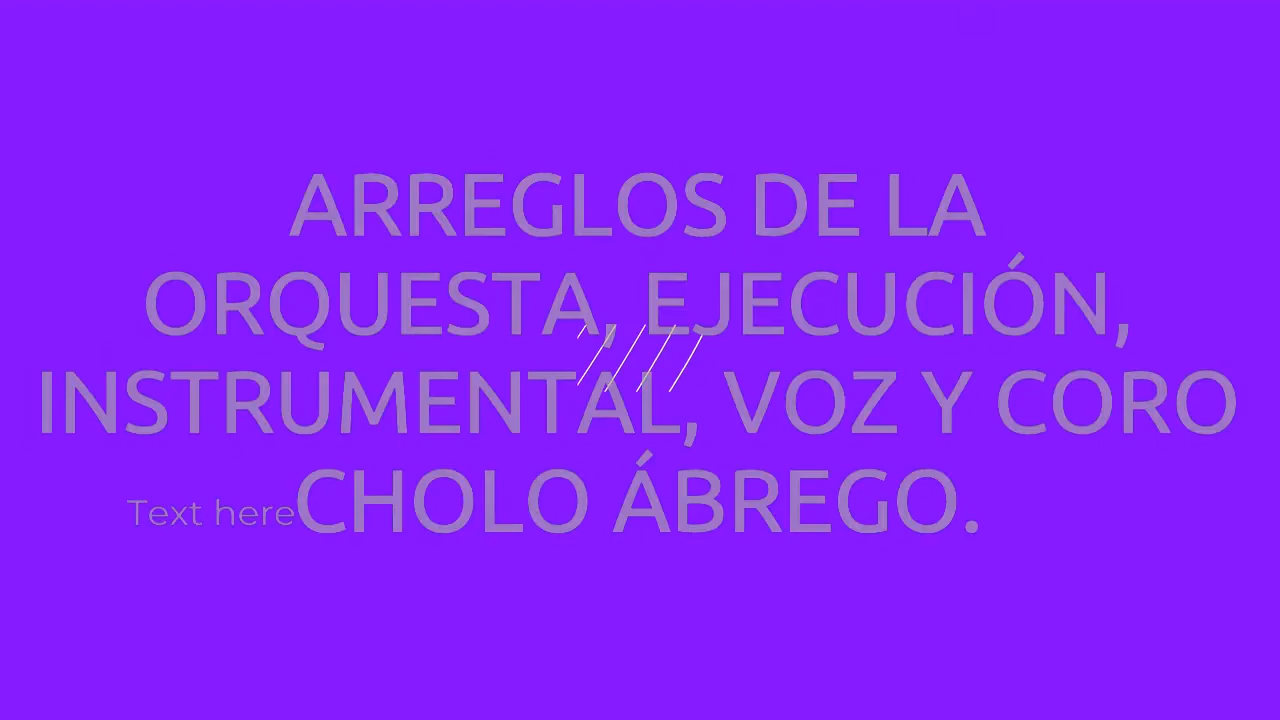 ARREGLOS DE LA
ORQUESTA, EJECUCIÓN,
INSTRUMENTAL, VOZ Y CORO
CHOLO ÁBREGO.
Text here